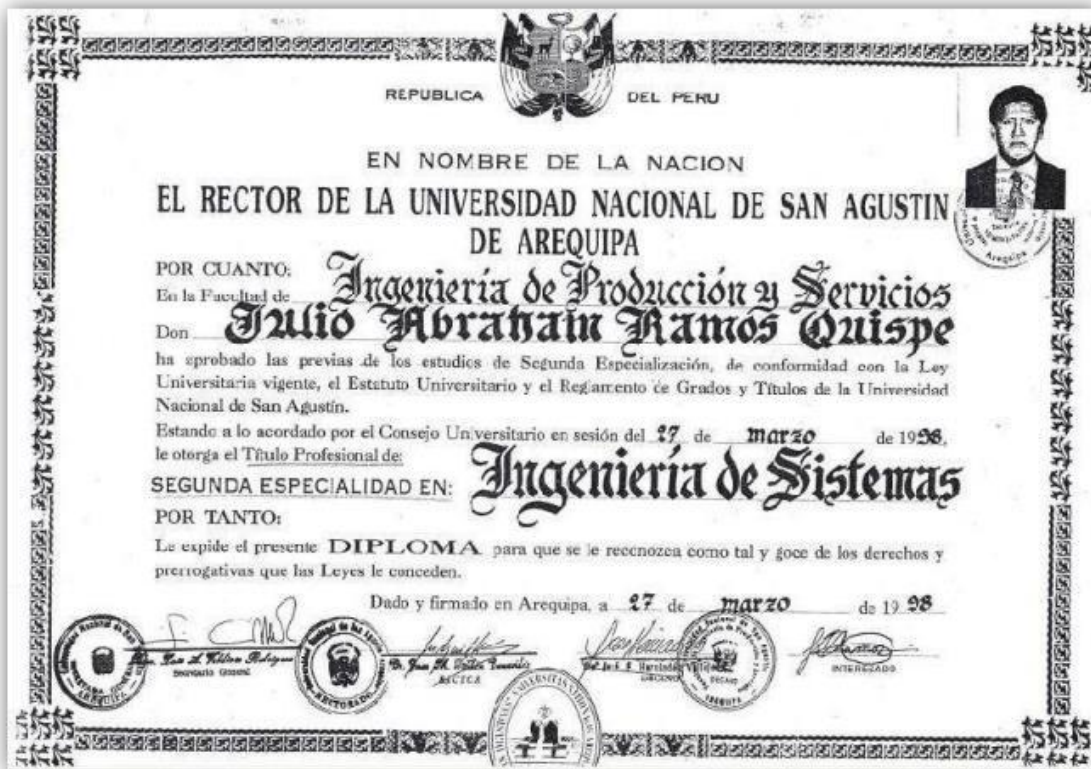 REPUBLICA DEL PERU
EN NOMBRE DE LA NACION
EL RECTOR DE LA UNIVERSIDAD NACIONAL DE SAN AGUSTIN
DE AREQUIPA
POR CUANTO:
En la Facultad de Ingeniería de Producción y Servicios
Don Julio Abraham Ramos Quispe
ha aprobado las previas de los estudios de Segunda Especialización, de conformidad con la Ley
Universitaria vigente, el Estatuto Universitario y el Reglamento de Grados y Títulos de la Universidad
Nacional de San Agustín.
Estando a lo acordado por el Consejo Universitario en sesión del 27 de marzo de 1998,
le otorga el Título Profesional de:
SEGUNDA ESPECIALIDAD EN: Ingeniería de Sistemas
POR TANTO:
Le expide el presente DIPLOMA para que se le reconozca como tal y goce de los derechos y
prerrogativas que las Leyes le conceden.
Dado y firmado en Arequipa, a 27 de marzo de 1998
Secretario General
RECTOR
DECANO
INTERESADO
Arequipa
RECTORADO
DECANO
AREQUIPA